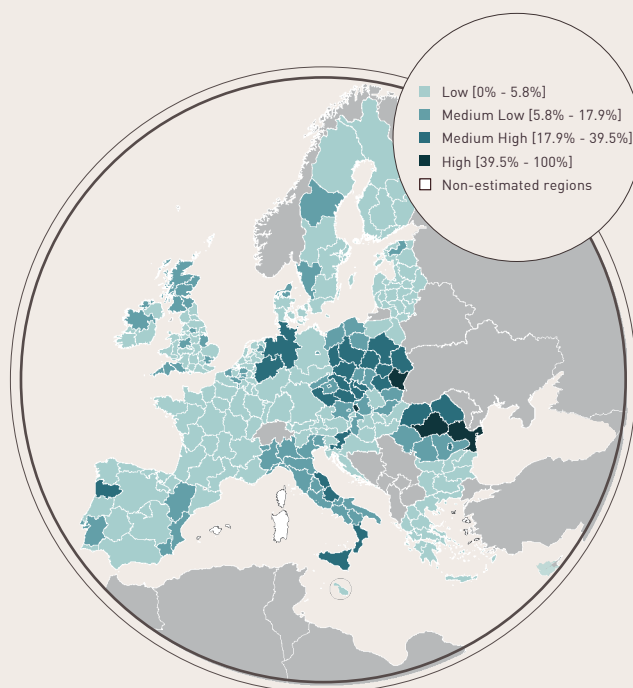 Low [0% - 5.8%]
Medium Low [5.8% - 17.9%]
Medium High [17.9% - 39.5%]
High [39.5% - 100%]
Non-estimated regions